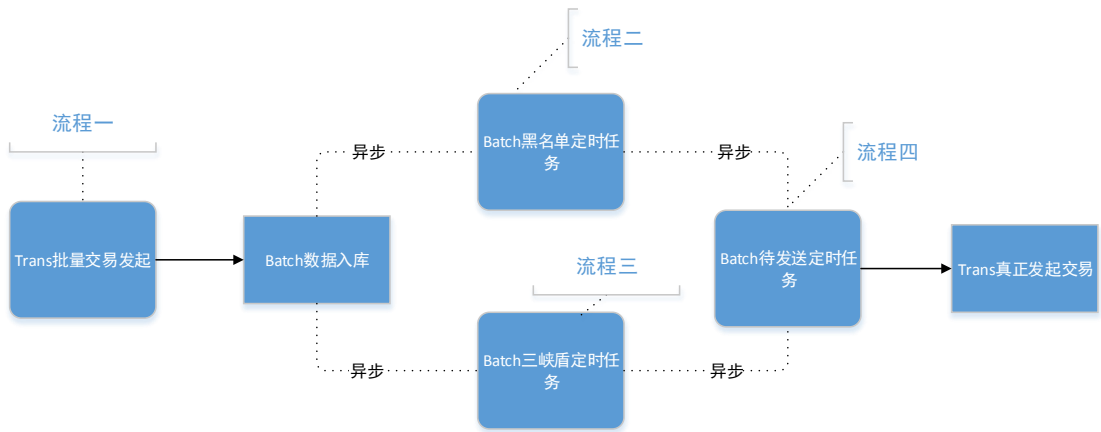 流程二
流程一
Batch黑名单定时任
务
异步
异步
流程四
Trans批量交易发起
Batch数据入库
Batch待发送定时任
务
Trans真正发起交易
流程三
Batch三峡盾定时任
务
异步
异步